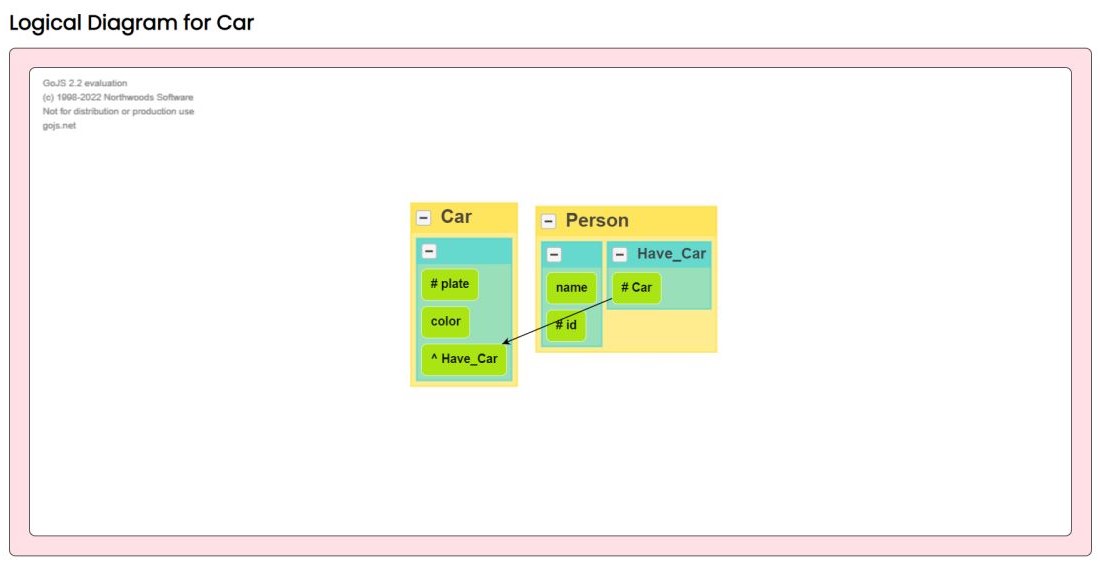 Logical Diagram for Car
GoJS 2.2 evaluation
(c) 1998-2022 Northwoods Software
Not for distribution or production use
gojs.net
Car
# plate
color
^ Have_Car
Person
name
# id
Have_Car
# Car